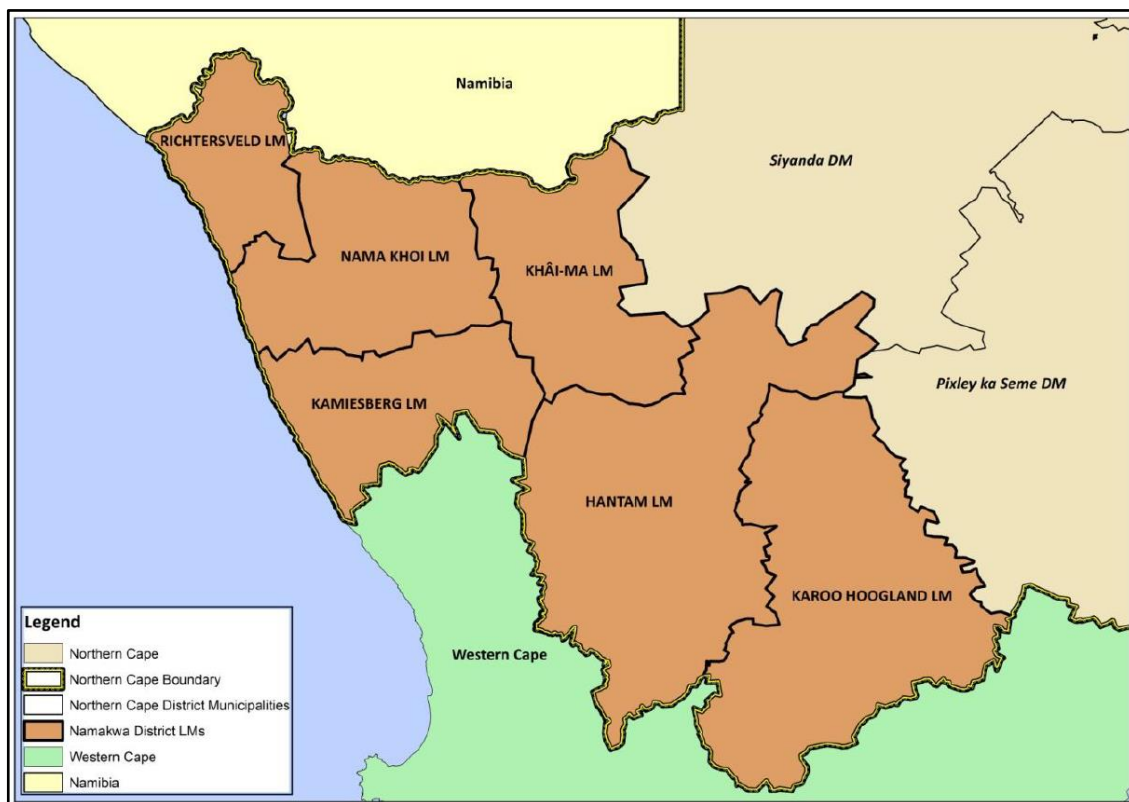 Namibia
RICHTERSVELD LM
Siyanda DM
NAMA KHOI LM
KHÂI-MA LM
Pixley ka Seme DM
KAMIESBERG LM
HANTAM LM
KAROO HOOGLAND LM
Western Cape
Legend
Northern Cape
Northern Cape Boundary
Northern Cape District Municipalities
Namakwa District LMs
Western Cape
Namibia